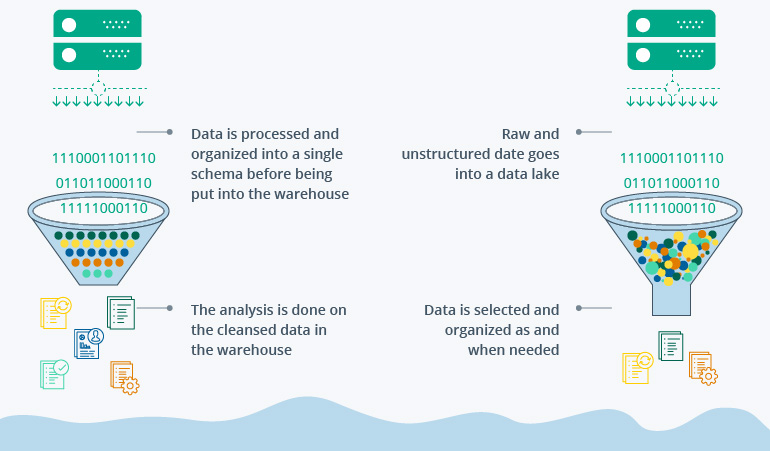 Data is processed and
organized into a single
schema before being
put into the warehouse
1110001101110
011011000110
11111000110
The analysis is done on
the cleansed data in
the warehouse
Raw and
unstructured date goes
into a data lake
1110001101110
011011000110
11111000110
Data is selected and
organized as and
when needed